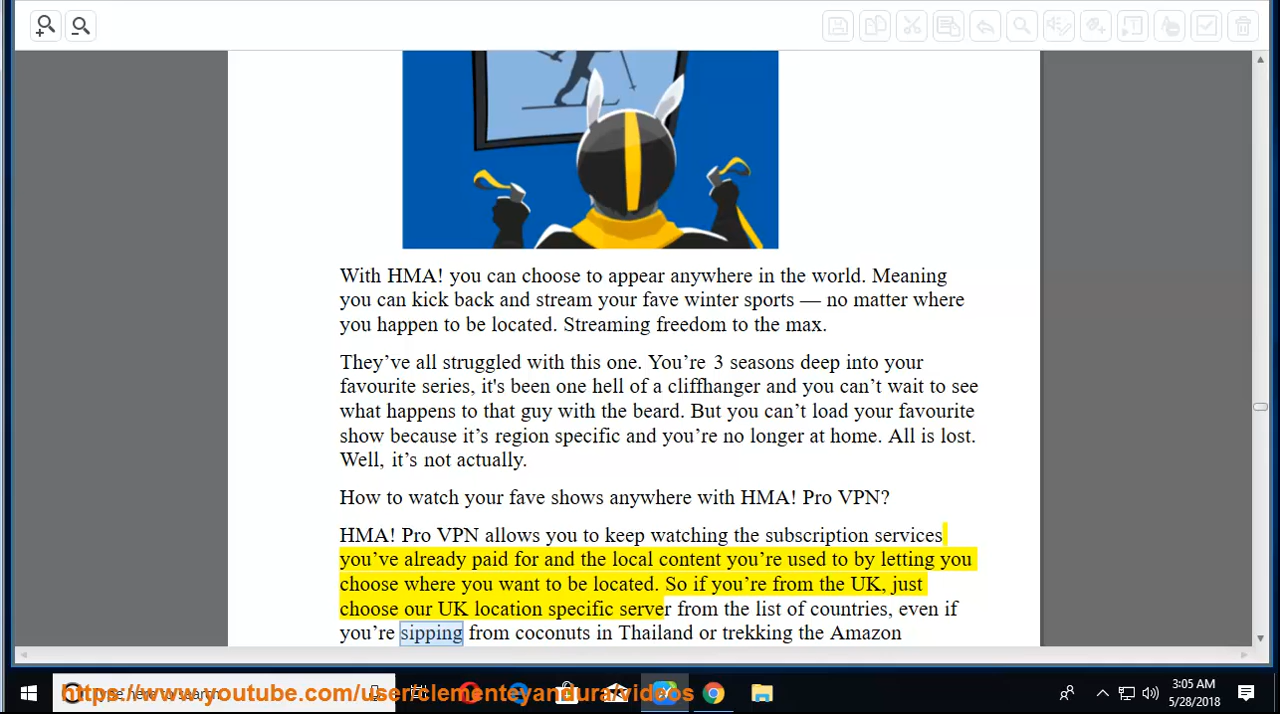 With HMA! you can choose to appear anywhere in the world. Meaning
you can kick back and stream your fave winter sports — no matter where
you happen to be located. Streaming freedom to the max.
They’ve all struggled with this one. You’re 3 seasons deep into your
favourite series, it's been one hell of a cliffhanger and you can’t wait to see
what happens to that guy with the beard. But you can’t load your favourite
show because it’s region specific and you’re no longer at home. All is lost.
Well, it’s not actually.
How to watch your fave shows anywhere with HMA! Pro VPN?
HMA! Pro VPN allows you to keep watching the subscription services
you’ve already paid for and the local content you’re used to by letting you
choose where you want to be located. So if you’re from the UK, just
choose our UK location specific server from the list of countries, even if
you’re sipping from coconuts in Thailand or trekking the Amazon
https://www.youtube.com/user/clementeyandura/videos
Type here to search
3:05 AM
5/28/2018